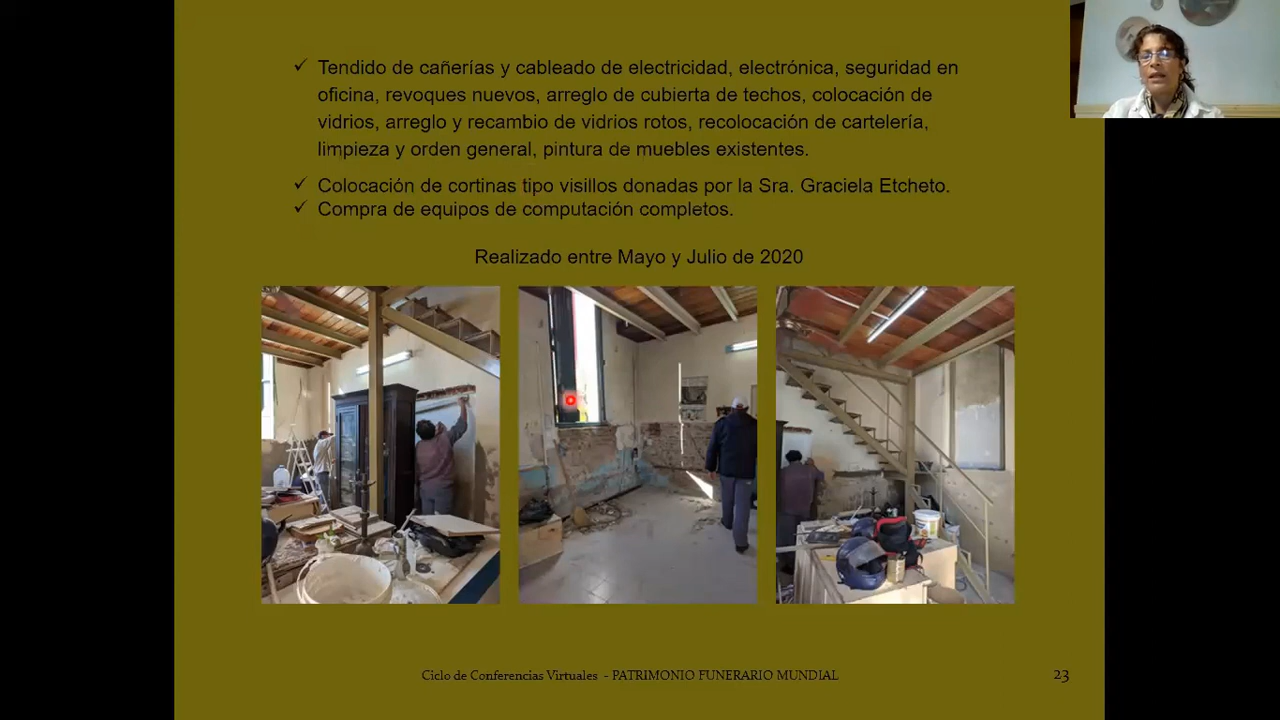 ✓ Tendido de cañerías y cableado de electricidad, electrónica, seguridad en
oficina, revoques nuevos, arreglo de cubierta de techos, colocación de
vidrios, arreglo y recambio de vidrios rotos, recolocación de cartelería,
limpieza y orden general, pintura de muebles existentes.
✓ Colocación de cortinas tipo visillos donadas por la Sra. Graciela Etcheto.
✓ Compra de equipos de computación completos.
Realizado entre Mayo y Julio de 2020
Ciclo de Conferencias Virtuales - PATRIMONIO FUNERARIO MUNDIAL
23